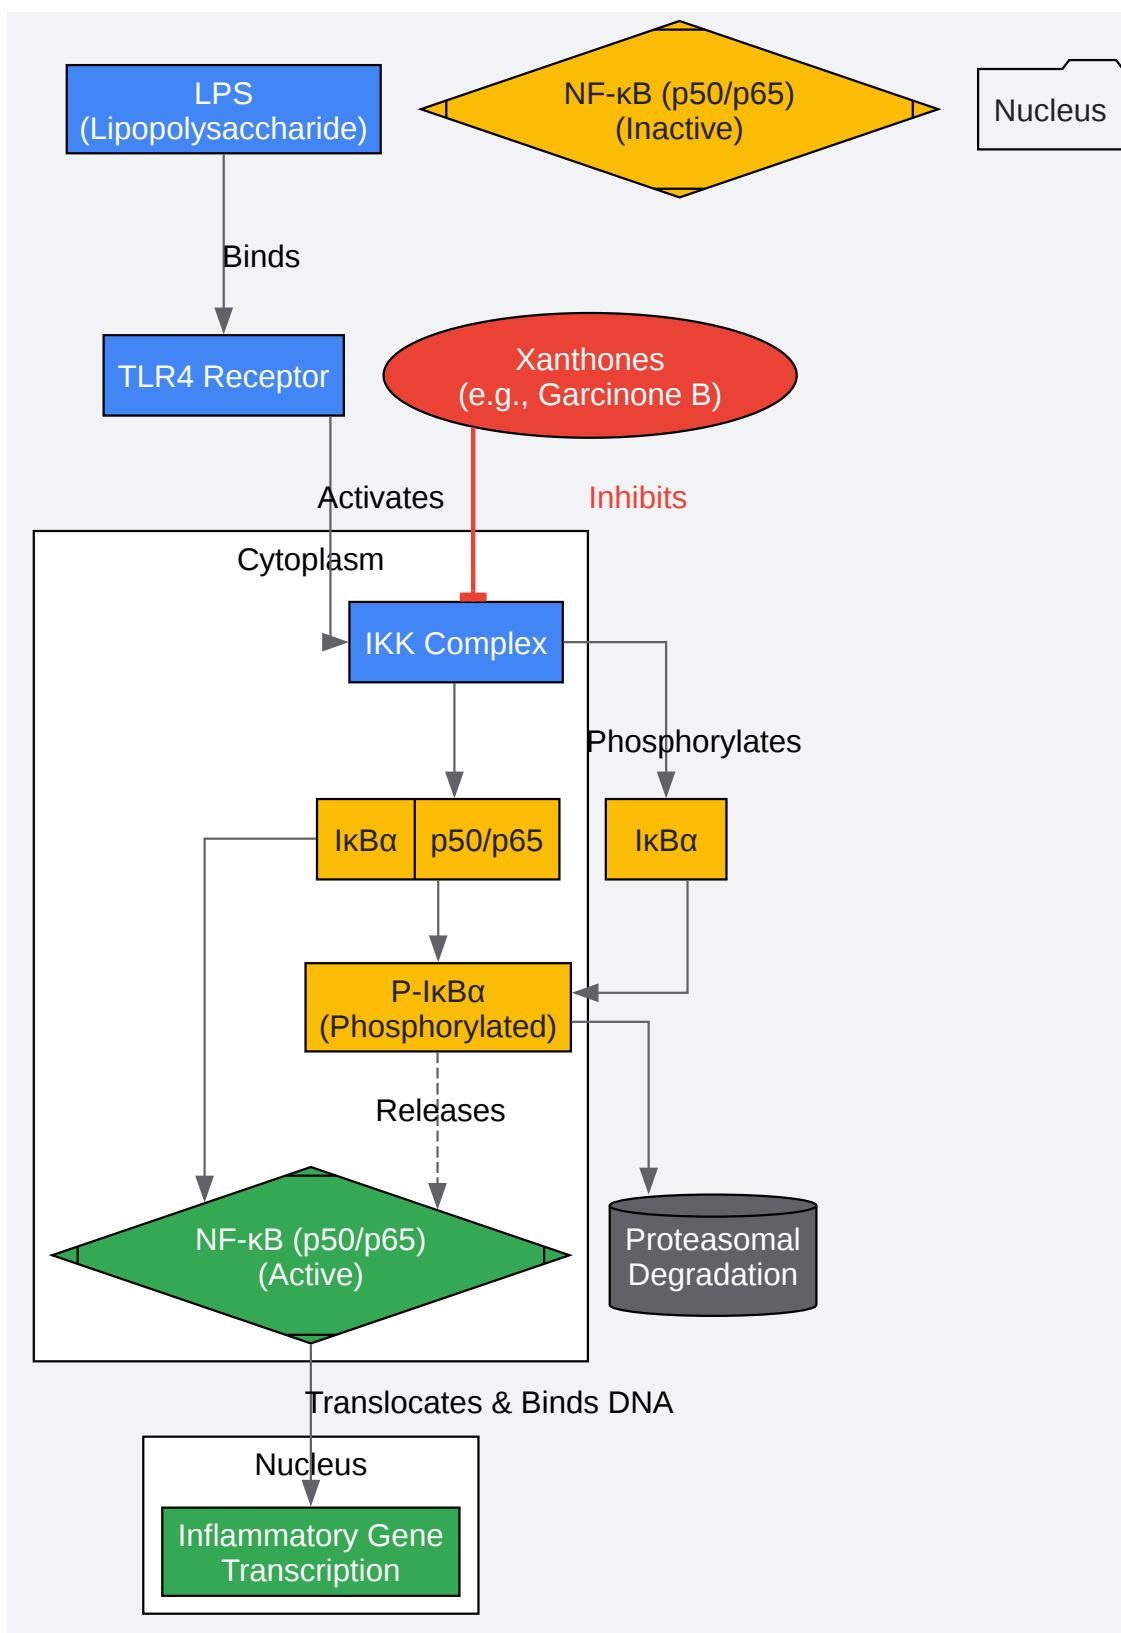 LPS
(Lipopolysaccharide)
NF-κB (p50/p65)
(Inactive)
Nucleus
Binds
TLR4 Receptor
Xanthones
(e.g., Garcinone B)
Activates
Inhibits
Cytoplasm
IKK Complex
Phosphorylates
IκBα
p50/p65
IκBα
P-IκBα
(Phosphorylated)
Releases
NF-κB (p50/p65)
(Active)
Proteasomal
Degradation
Translocates & Binds DNA
Nucleus
Inflammatory Gene
Transcription